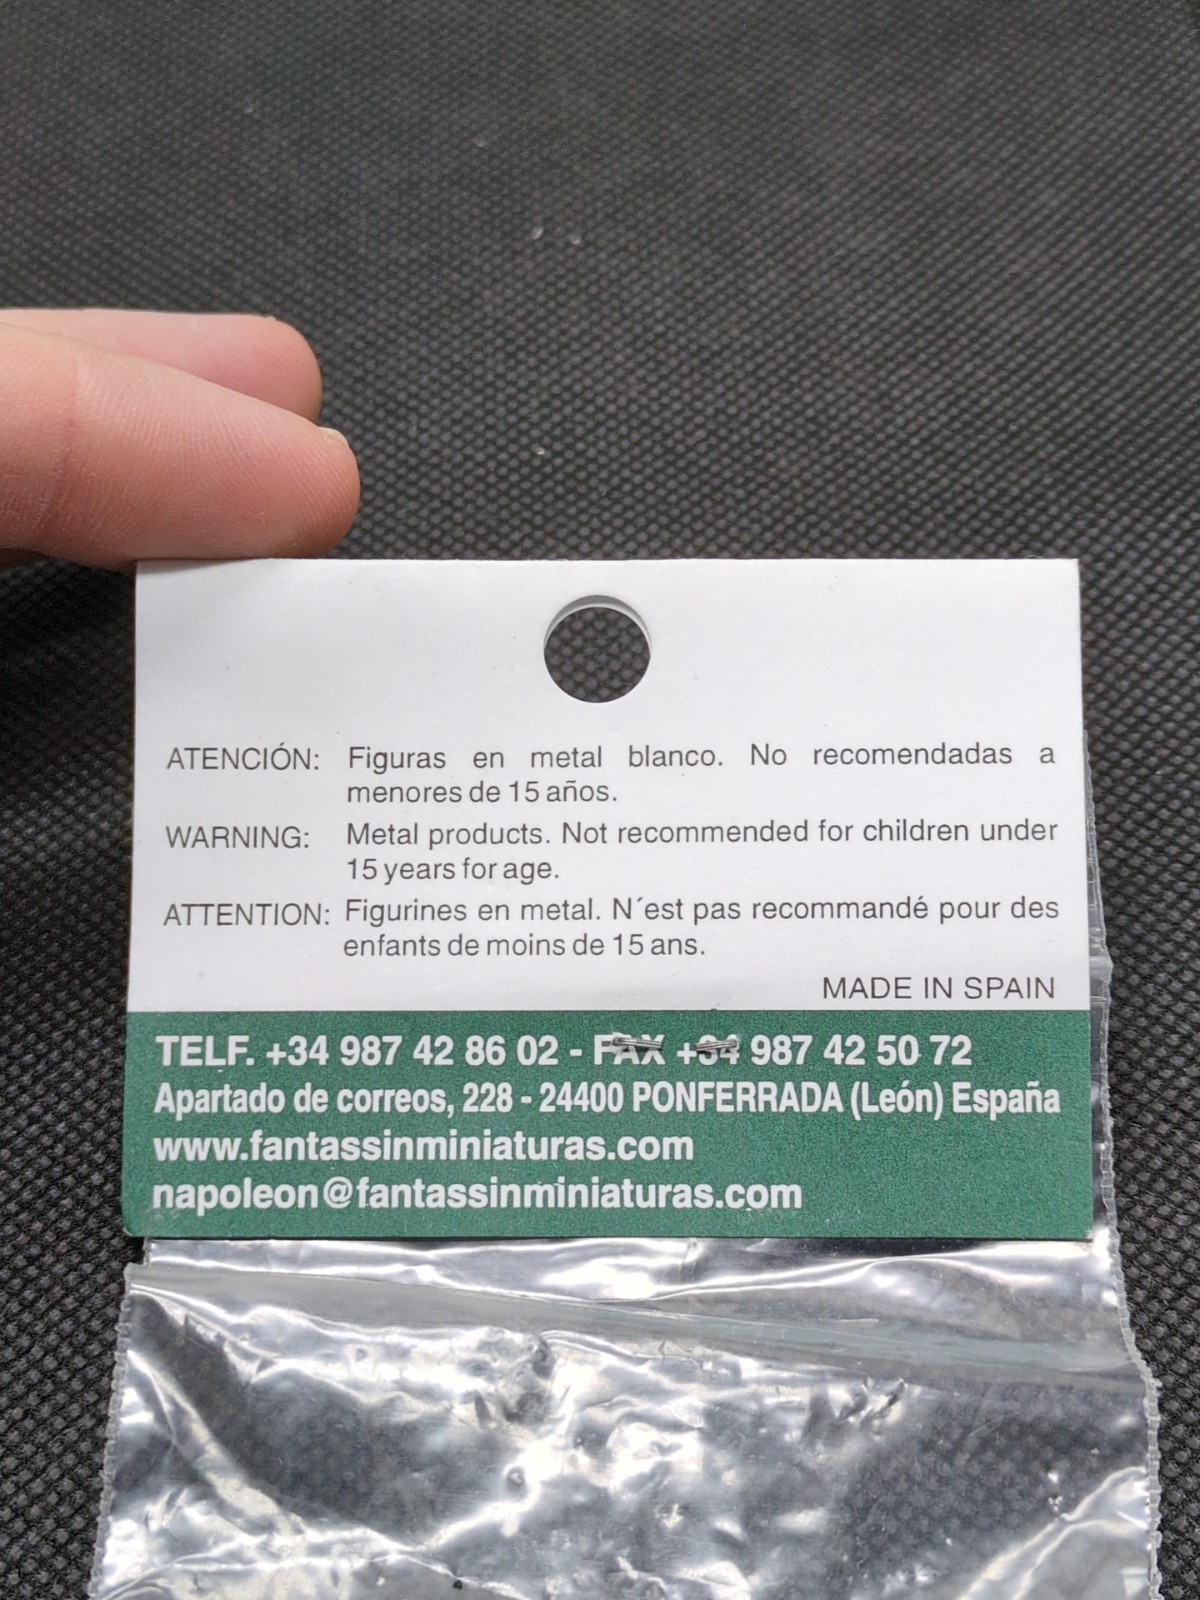 ATENCIÓN: Figuras en metal blanco. No recomendadas a
menores de 15 años.
WARNING: Metal products. Not recommended for children under
15 years for age.
ATTENTION: Figurines en metal. N´est pas recommandé pour des
enfants de moins de 15 ans.
MADE IN SPAIN
TELF. +34 987 42 86 02 - FAX +34 987 42 50 72
Apartado de correos, 228 - 24400 PONFERRADA (León) España
www.fantassinminiaturas.com
napoleon@fantassinminiaturas.com